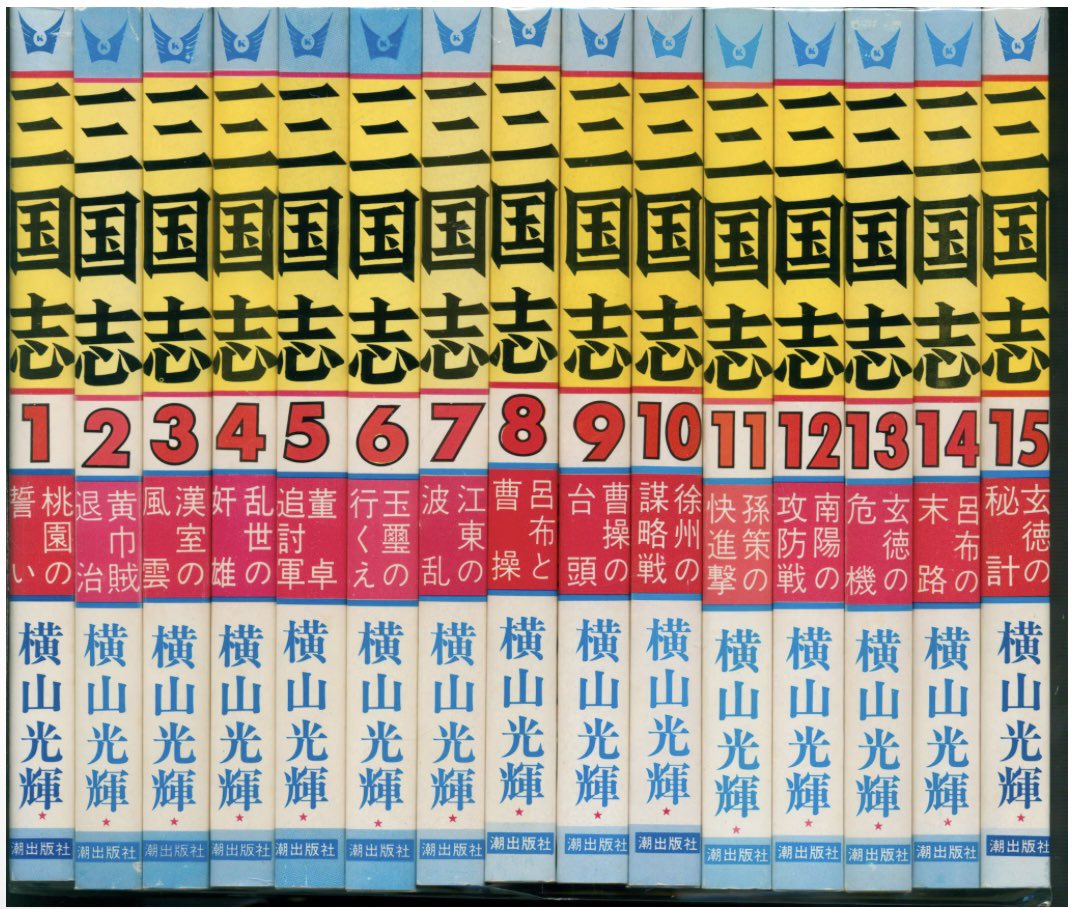 三国志
1
桃園の
誓い
横山光輝
潮出版社
三国志
2
黄巾賊
退治
横山光輝
潮出版社
三国志
3
漢室の
風雲
横山光輝
潮出版社
三国志
4
乱世の
奸雄
横山光輝
潮出版社
三国志
5
董卓
追討軍
横山光輝
潮出版社
三国志
6
玉璽の
行くえ
横山光輝
潮出版社
三国志
7
江東の
波乱
横山光輝
潮出版社
三国志
8
呂布と
曹操
横山光輝
潮出版社
三国志
9
曹操の
台頭
横山光輝
潮出版社
三国志
10
徐州の
謀略戦
横山光輝
潮出版社
三国志
11
孫策の
快進撃
横山光輝
潮出版社
三国志
12
南陽の
攻防戦
横山光輝
潮出版社
三国志
13
玄徳の
危機
横山光輝
潮出版社
三国志
14
呂布の
末路
横山光輝
潮出版社
三国志
15
玄徳の
秘計
横山光輝
潮出版社